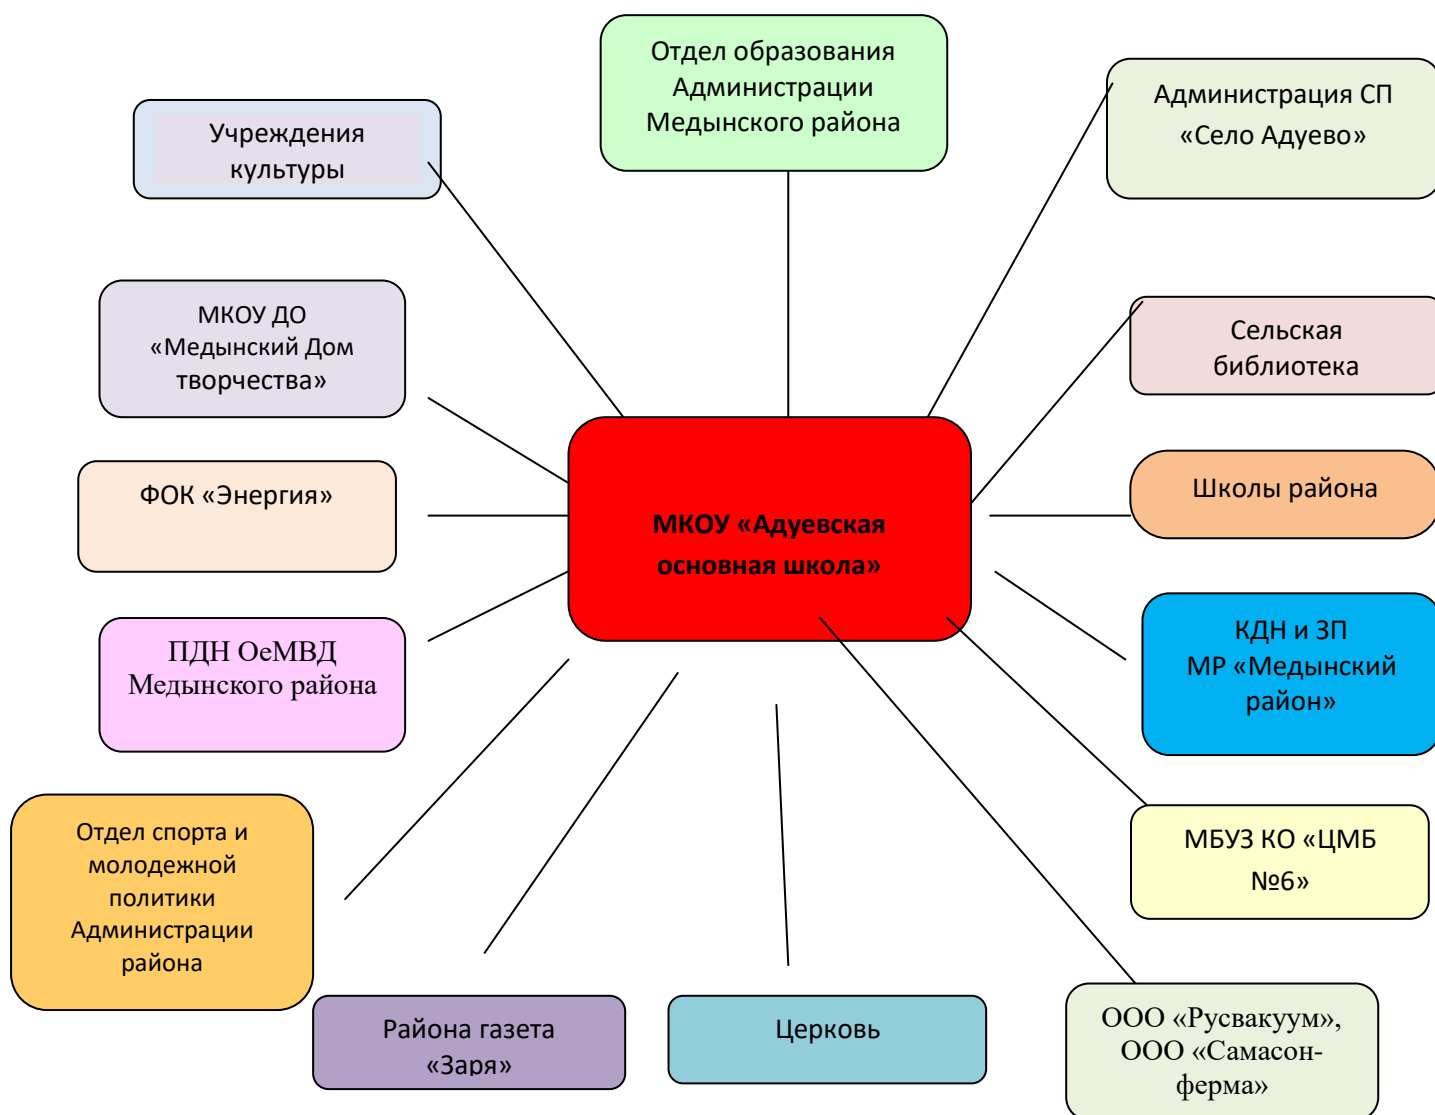 Отдел образования
Администрации
Медынского района
Администрация СП
«Село Адуево»
Учреждения
культуры
МКОУ ДО
«Медынский Дом
творчества»
Сельская
библиотека
ФОК «Энергия»
Школы района
МКОУ «Адуевская
основная школа»
ПДН ОеМВД
Медынского района
КДН и ЗП
МР «Медынский
район»
Отдел спорта и
молодежной
политики
Администрации
района
МБУЗ КО «ЦМБ
№6»
Района газета
«Заря»
Церковь
ООО «Русвакуум»,
ООО «Самасон-
ферма»